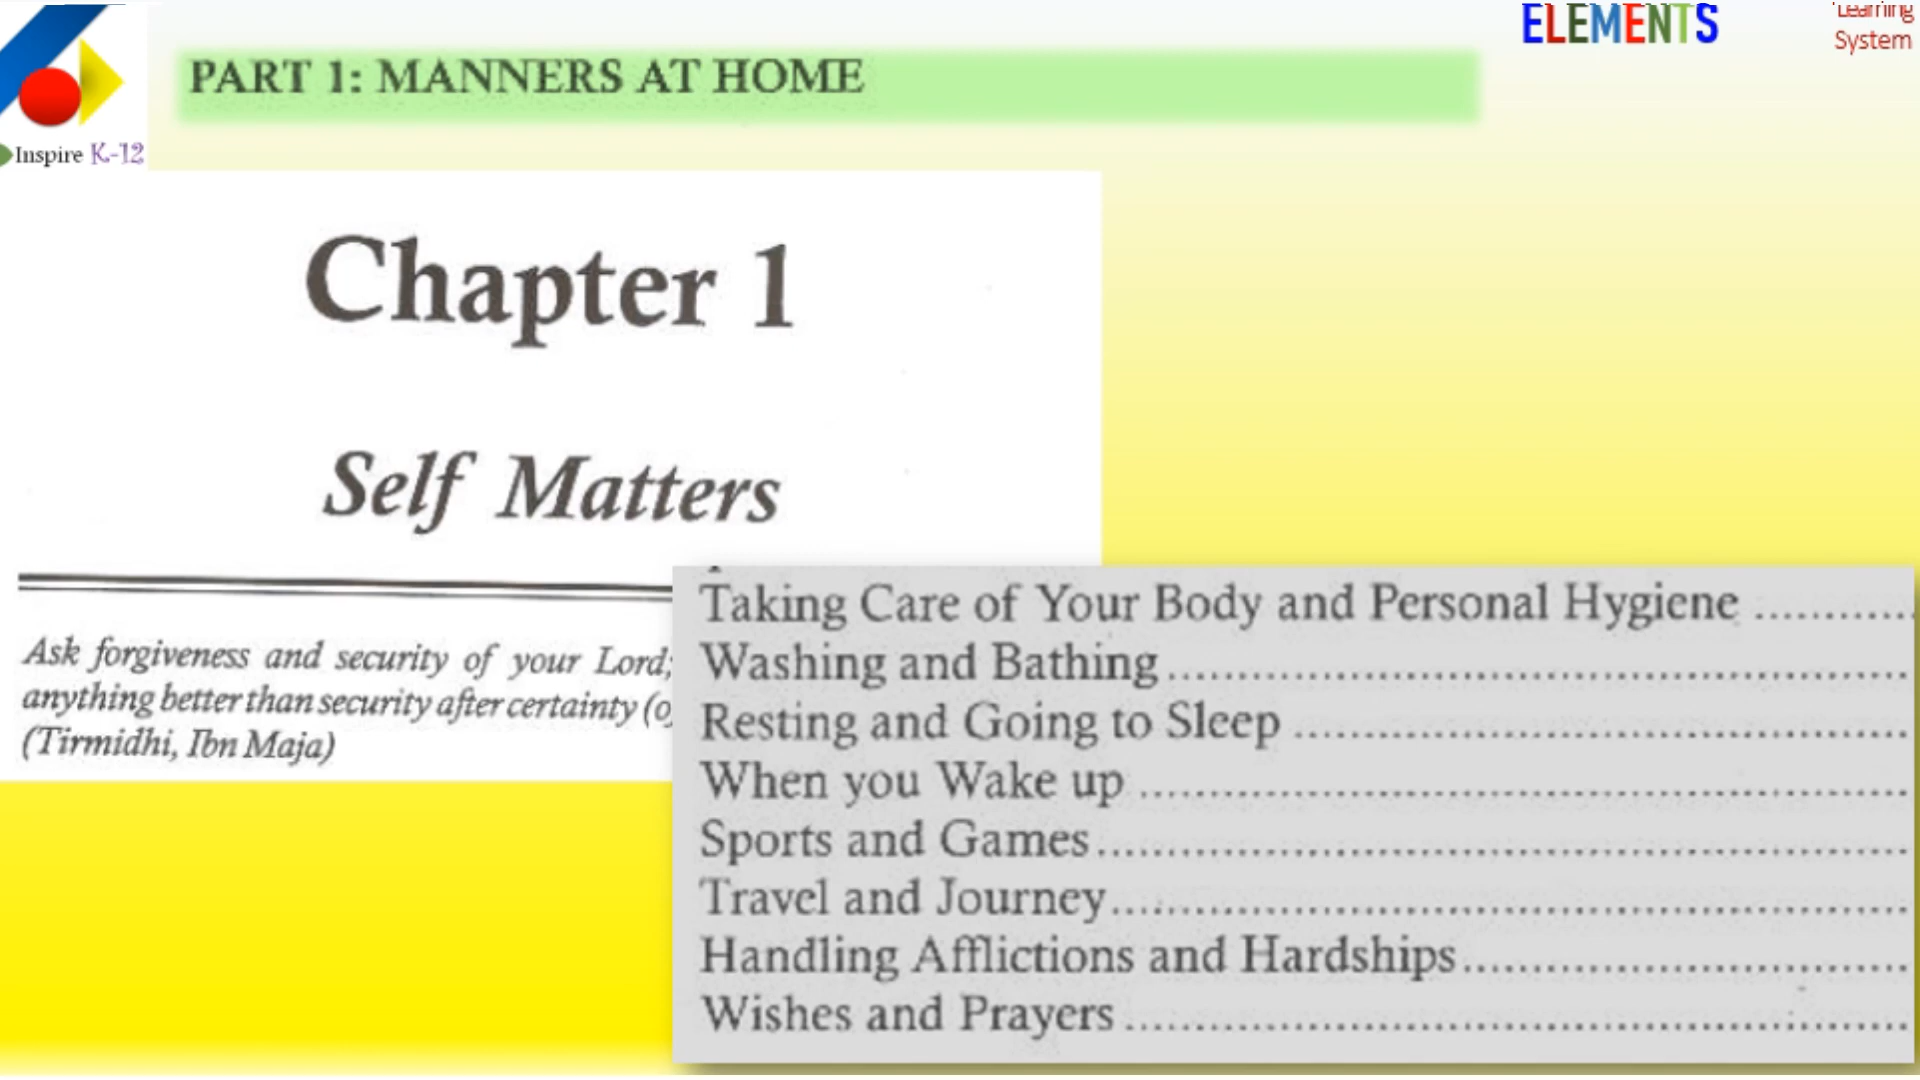 ELEMENTS
Learning
System
PART 1: MANNERS AT HOME
Inspire K-12
Chapter 1
Self Matters
Ask forgiveness and security of your Lord;
anything better than security after certainty (o
(Tirmidhi, Ibn Maja)
Taking Care of Your Body and Personal Hygiene ...........
Washing and Bathing....................................................
Resting and Going to Sleep ...........................................
When you Wake up ......................................................
Sports and Games.........................................................
Travel and Journey........................................................
Handling Afflictions and Hardships................................
Wishes and Prayers.......................................................